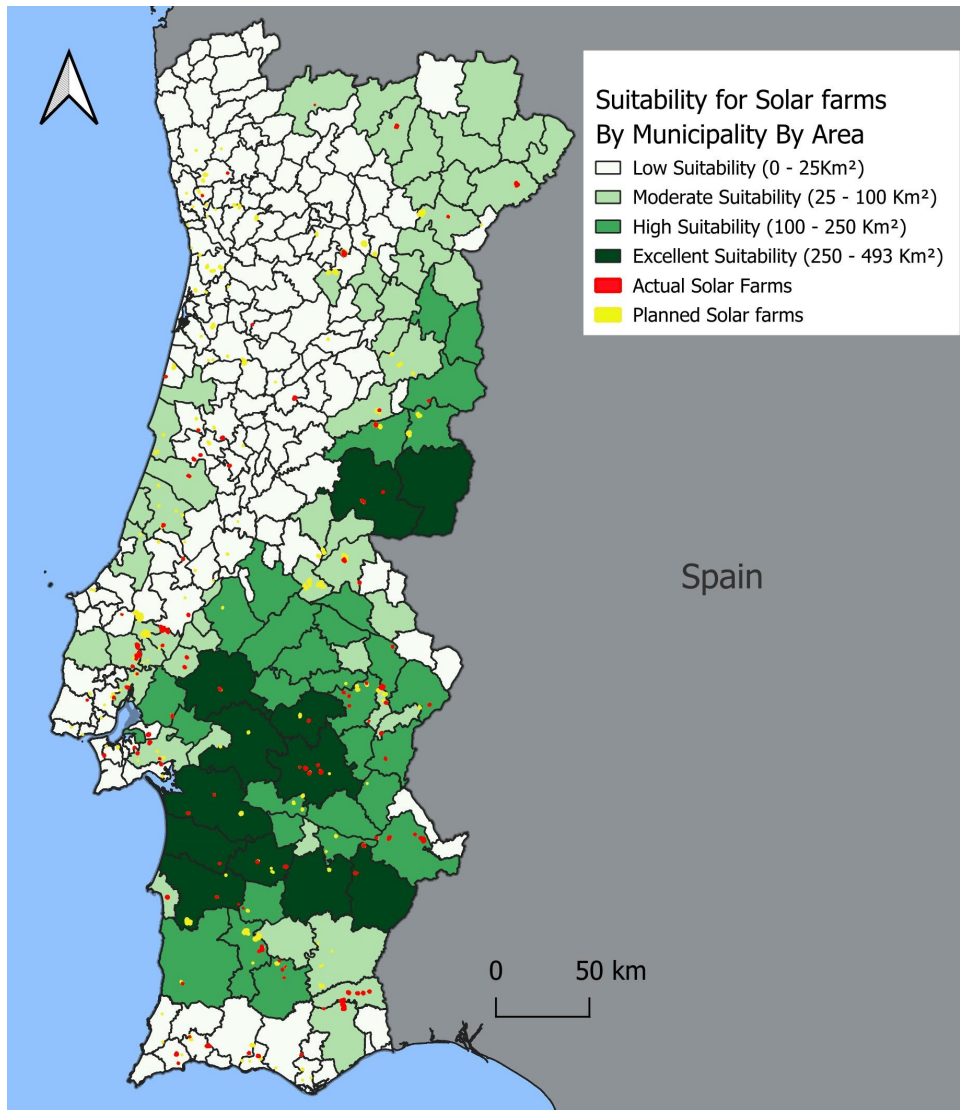 Suitability for Solar farms
By Municipality By Area
Low Suitability (0 - 25Km²)
Moderate Suitability (25 - 100 Km²)
High Suitability (100 - 250 Km²)
Excellent Suitability (250 - 493 Km²)
Actual Solar Farms
Planned Solar farms
Spain
0 50 km